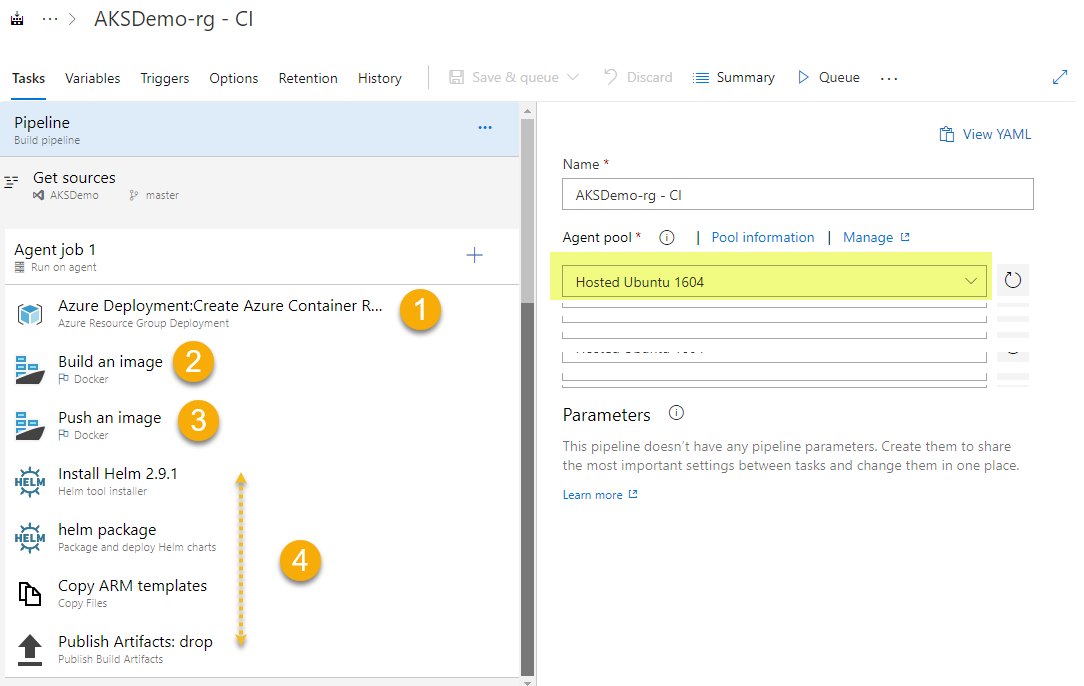 ··· > AKSDemo-rg - CI
Tasks Variables Triggers Options Retention History Save & queue Discard Summary Queue ...
Pipeline
Build pipeline
Get sources
AKSDemo master
Agent job 1
Run on agent
Azure Deployment:Create Azure Container R...
Azure Resource Group Deployment
1
Build an image
Docker
2
Push an image
Docker
3
Install Helm 2.9.1
Helm tool installer
HELM
helm package
Package and deploy Helm charts
HELM
4
Copy ARM templates
Copy Files
Publish Artifacts: drop
Publish Build Artifacts
View YAML
Name *
AKSDemo-rg - CI
Agent pool * | Pool information | Manage
Hosted Ubuntu 1604
Parameters
This pipeline doesn't have any pipeline parameters. Create them to share
the most important settings between tasks and change them in one place.
Learn more